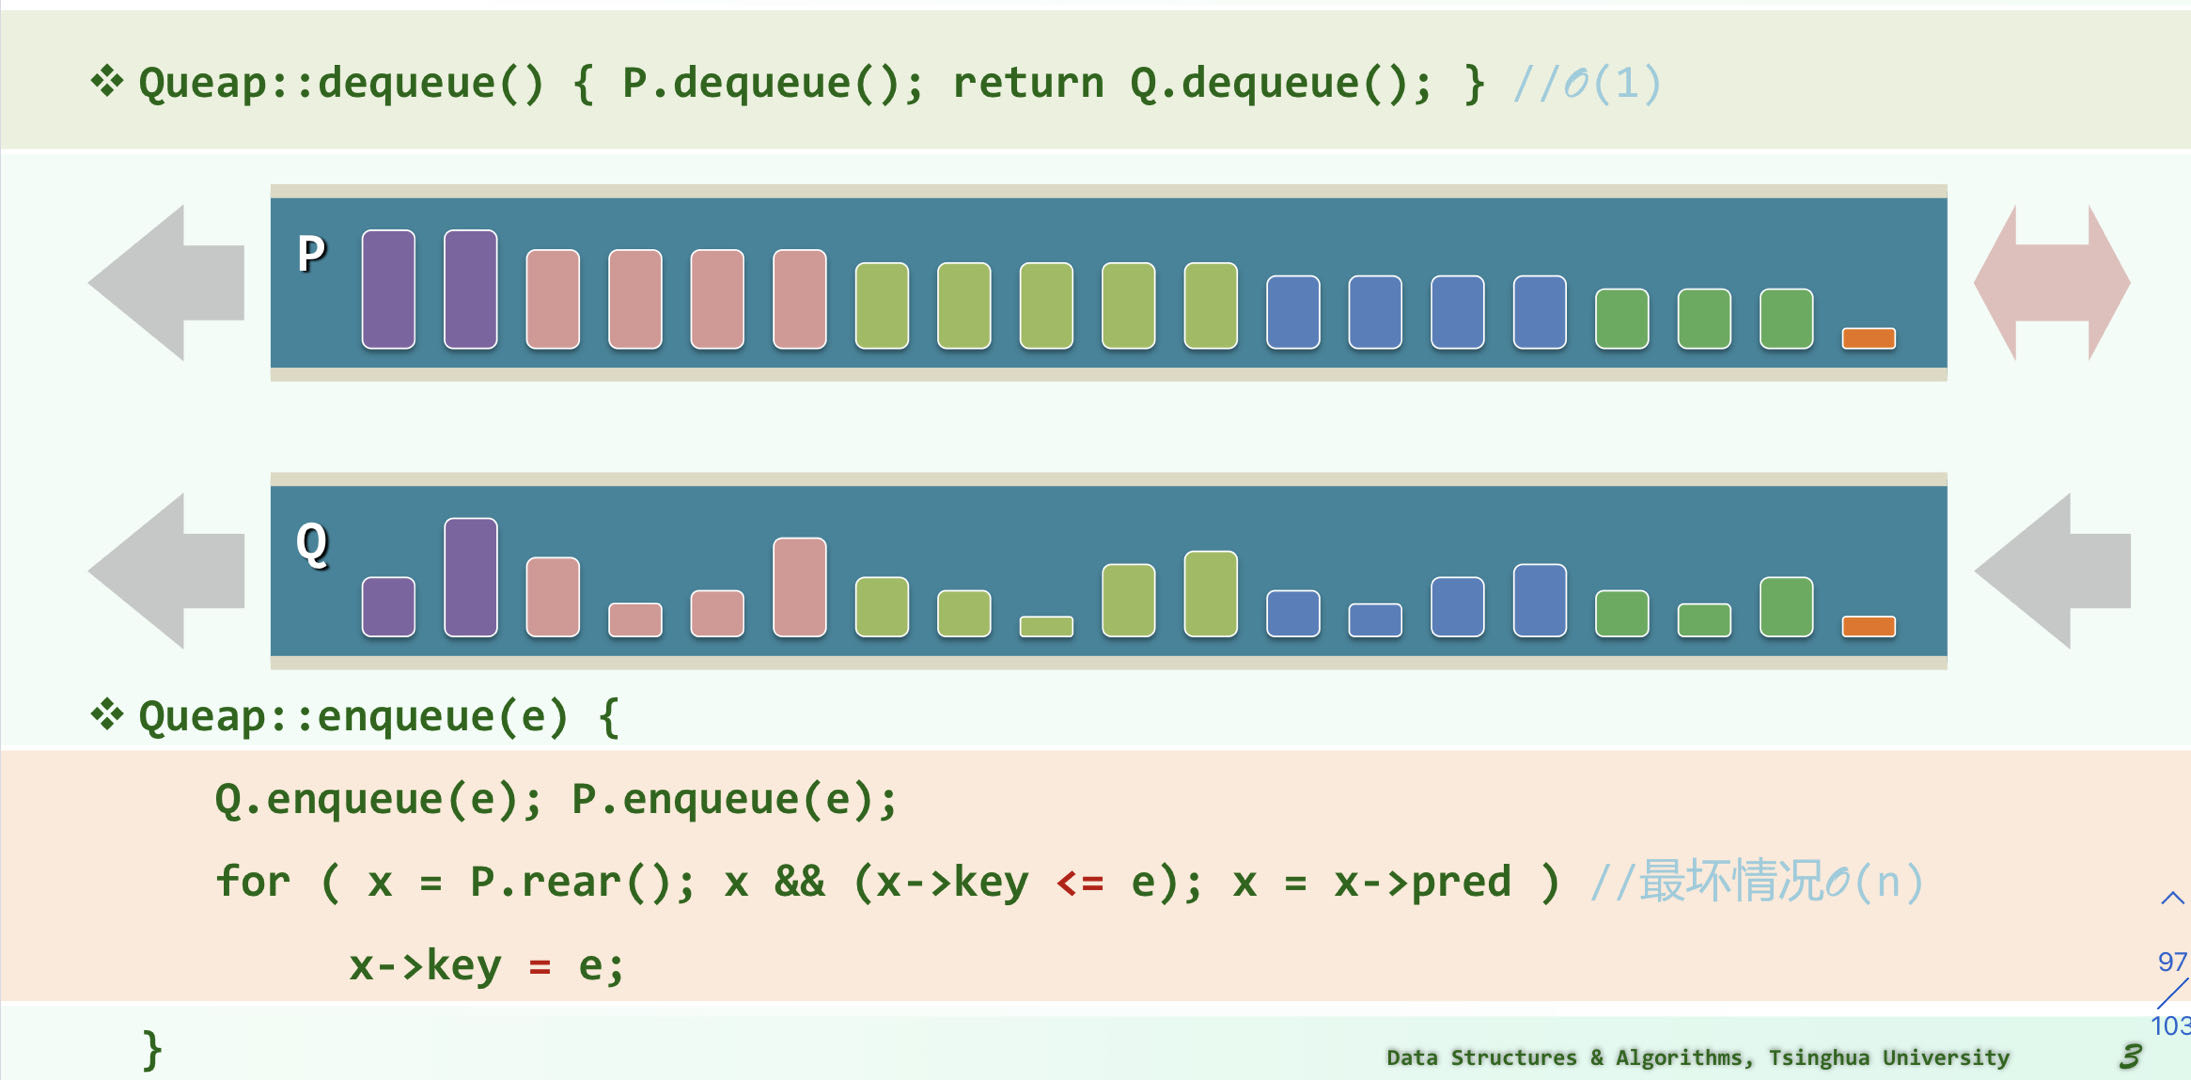 ❖ Queap::dequeue() { P.dequeue(); return Q.dequeue(); } //𝒪(1)
P
Q
❖ Queap::enqueue(e) {
Q.enqueue(e); P.enqueue(e);
for ( x = P.rear(); x && (x->key <= e); x = x->pred ) //最坏情况𝒪(n)
x->key = e;
}
97
103
Data Structures & Algorithms, Tsinghua University
3